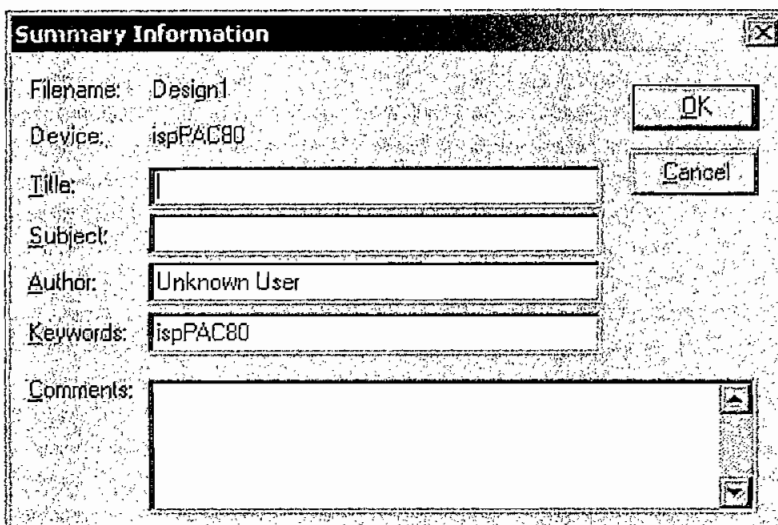 Summary Information
Filename: Design1
OK
Device: ispPAC80
Cancel
Title:
Subject:
Author: Unknown User
Keywords: ispPAC80
Comments: